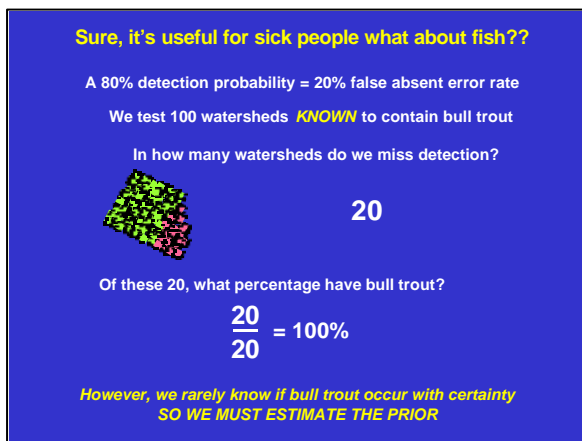 Sure, it's useful for sick people what about fish??
A 80% detection probability = 20% false absent error rate
We test 100 watersheds KNOWN to contain bull trout
In how many watersheds do we miss detection?
20
Of these 20, what percentage have bull trout?
20
20 = 100%
However, we rarely know if bull trout occur with certainty
SO WE MUST ESTIMATE THE PRIOR